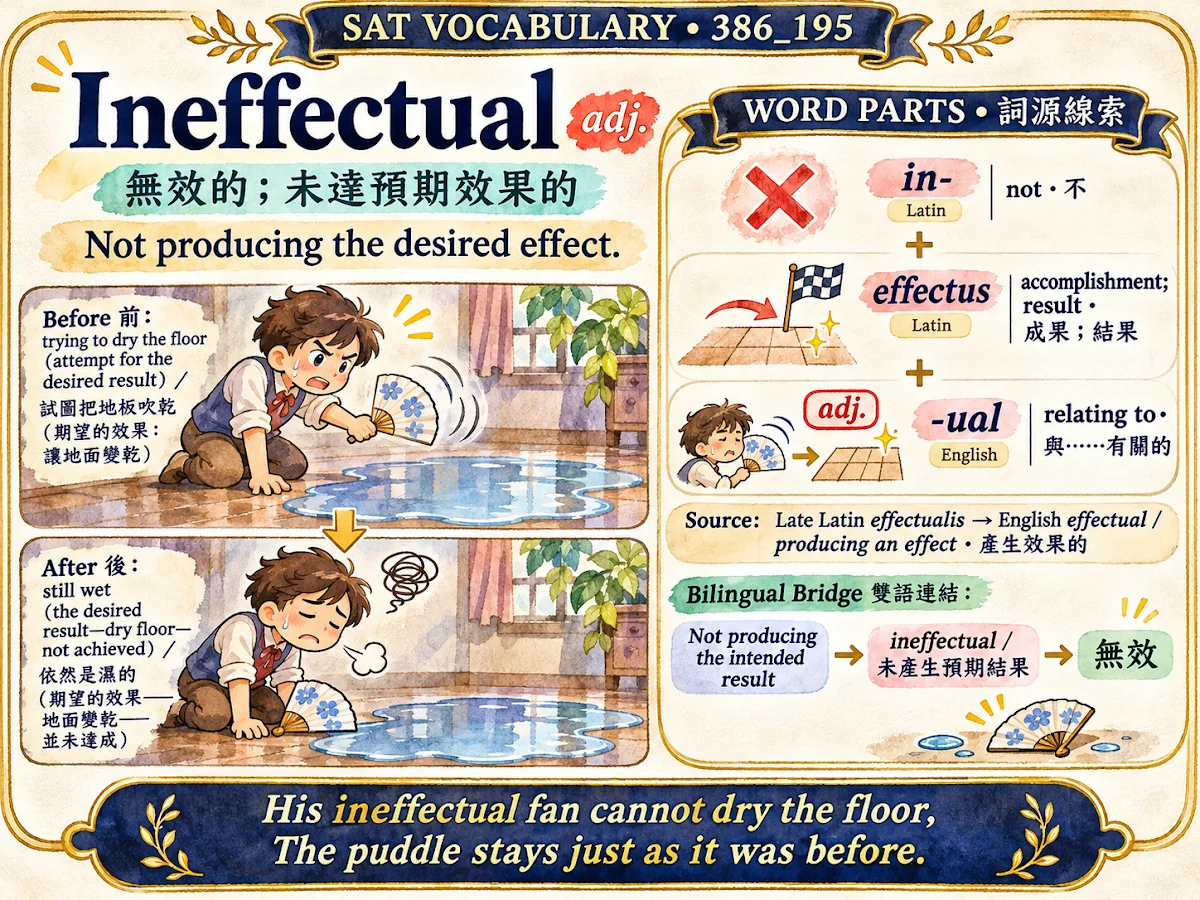 SAT VOCABULARY • 386_195
Ineffectual adj.
無效的；未達預期效果的
Not producing the desired effect.
Before 前：
trying to dry the floor
(attempt for the
desired result) /
試圖把地板吹乾
(期望的效果：
讓地面變乾)
After 後：
still wet
(the desired
result—dry floor—
not achieved) /
依然是濕的
(期望的效果——
地面變乾——
並未達成)
WORD PARTS • 詞源線索
in-
Latin
not • 不
+
effectus
Latin
accomplishment;
result •
成果；結果
+
adj.
-ual
English
relating to •
與……有關的
Source: Late Latin effectualis → English effectual /
producing an effect • 產生效果的
Bilingual Bridge 雙語連結：
Not producing
the intended
result
→
ineffectual /
未產生預期結果
→
無效
His ineffectual fan cannot dry the floor,
The puddle stays just as it was before.